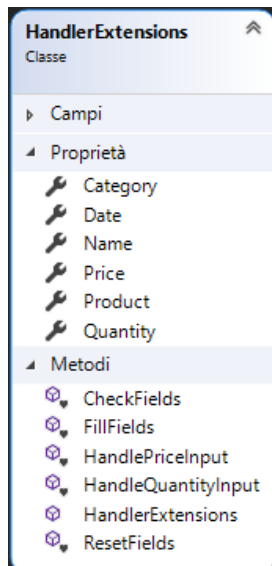 HandlerExtensions
Classe
Campi
Proprietà
Category
Date
Name
Price
Product
Quantity
Metodi
CheckFields
FillFields
HandlePriceInput
HandleQuantityInput
HandlerExtensions
ResetFields